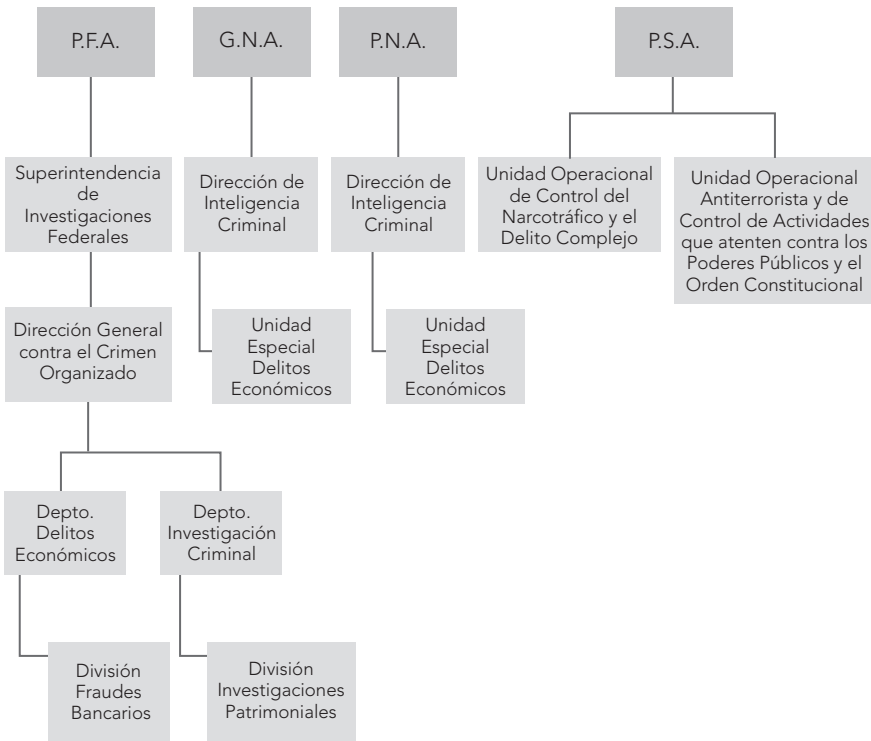 P.F.A.
G.N.A.
P.N.A.
P.S.A.
Superintendencia
de
Investigaciones
Federales
Dirección de
Inteligencia
Criminal
Dirección de
Inteligencia
Criminal
Unidad Operacional
de Control del
Narcotráfico y el
Delito Complejo
Unidad Operacional
Antiterrorista y de
Control de Actividades
que atenten contra los
Poderes Públicos y el
Orden Constitucional
Dirección General
contra el Crimen
Organizado
Unidad
Especial
Delitos
Económicos
Unidad
Especial
Delitos
Económicos
Depto.
Delitos
Económicos
Depto.
Investigación
Criminal
División
Fraudes
Bancarios
División
Investigaciones
Patrimoniales